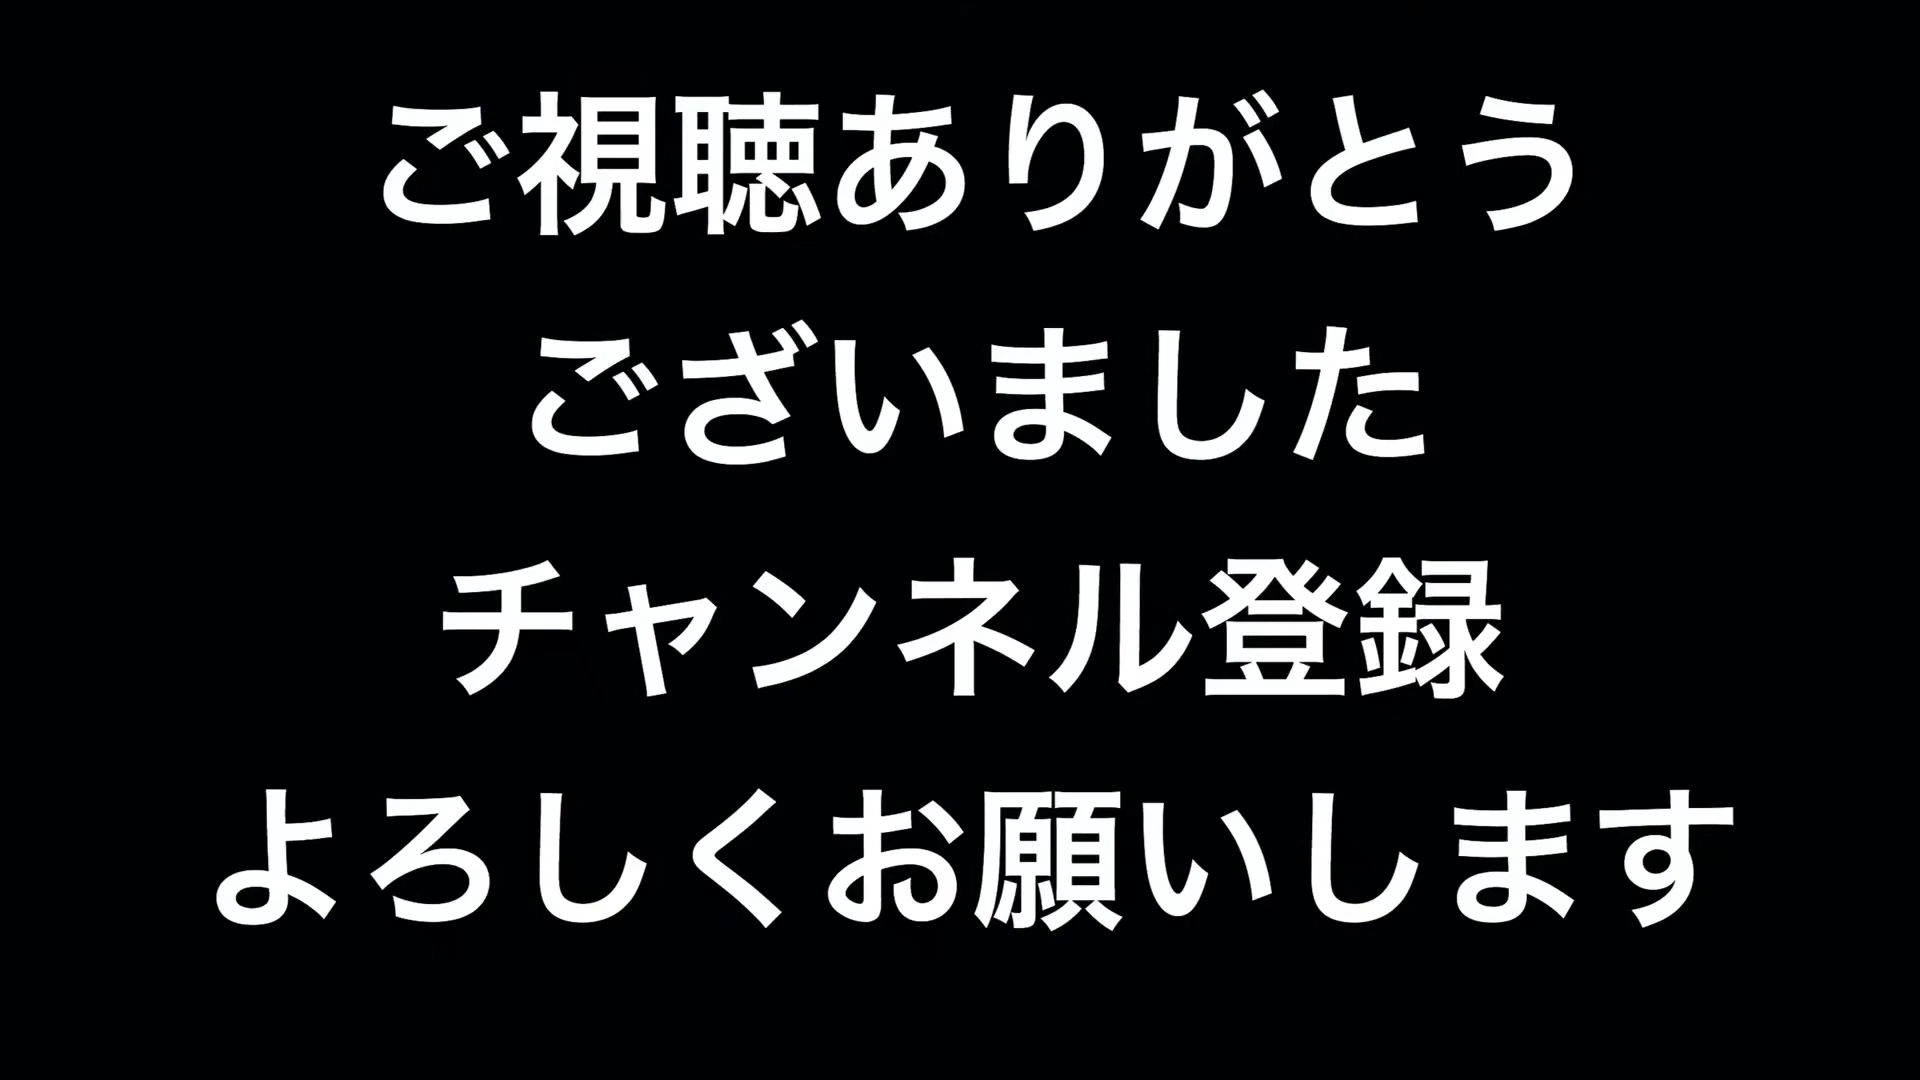 ご視聴ありがとう
ございました
チャンネル登録
よろしくお願いします